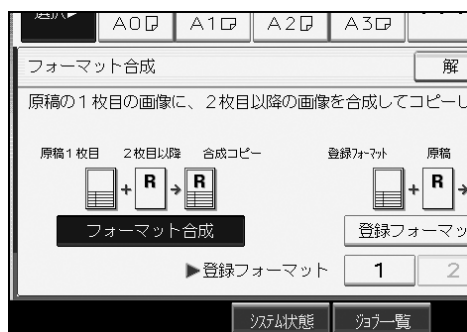 選択▶ A0 A1 A2 A3
フォーマット合成 解
原稿の1枚目の画像に、2枚目以降の画像を合成してコピーし
原稿1枚目 2枚目以降 合成コピー 登録フォーマット 原稿
+ R → R + R →
フォーマット合成 登録フォーマッ
▶登録フォーマット 1 2
システム状態 ジョブ一覧